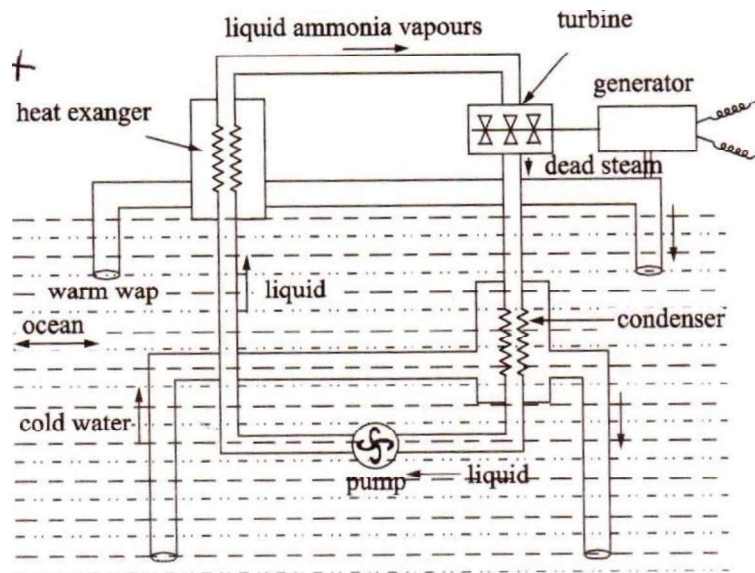 liquid ammonia vapours
turbine
generator
heat exanger
dead steam
warm wap
liquid
ocean
condenser
cold water
pump
liquid